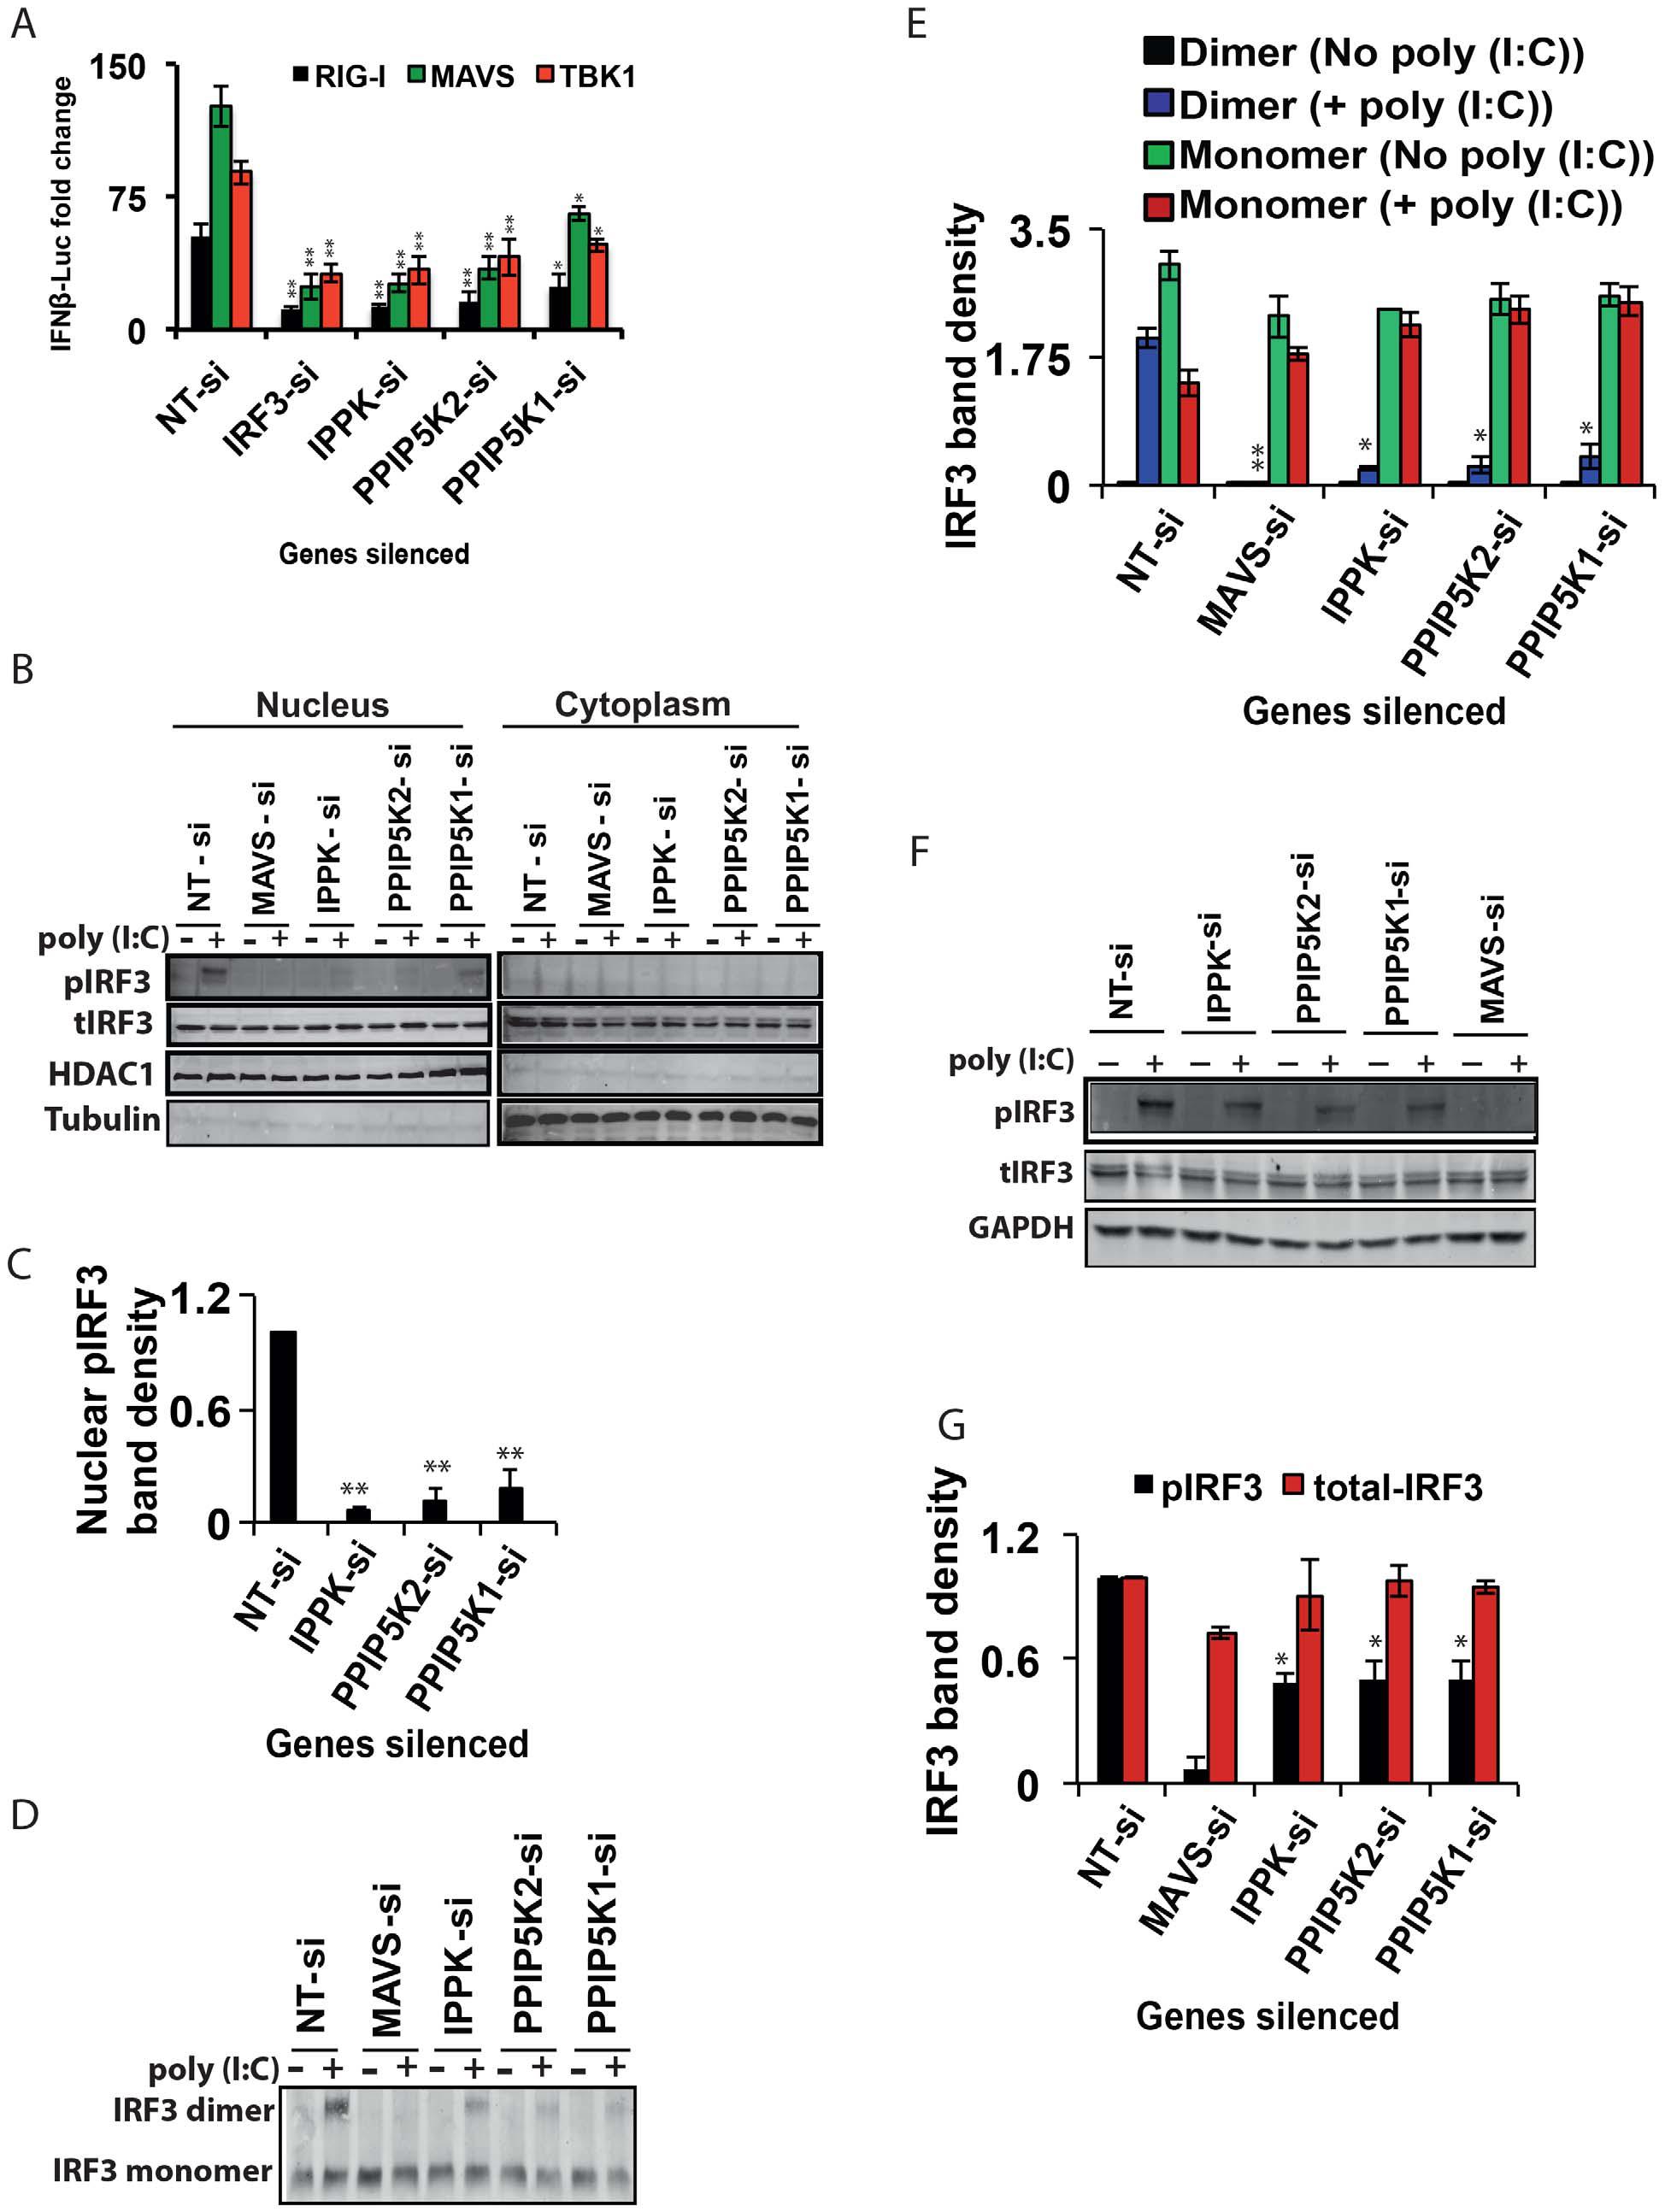 A
150
75
0
IFNβ-Luc fold change
RIG-I MAVS TBK1
** ** ** ** ** ** ** ** ** * * *
NT-si IRF3-si IPPK-si PPIP5K2-si PPIP5K1-si
Genes silenced
B
Nucleus Cytoplasm
NT - si MAVS - si IPPK - si PPIP5K2- si PPIP5K1- si NT - si MAVS - si IPPK - si PPIP5K2- si PPIP5K1- si
poly (I:C) - + - + - + - + - + - + - + - + - + - +
pIRF3
tIRF3
HDAC1
Tubulin
C
Nuclear pIRF3
band density
1.2
0.6
0
** ** **
NT-si IPPK-si PPIP5K2-si PPIP5K1-si
Genes silenced
D
NT-si MAVS-si IPPK-si PPIP5K2-si PPIP5K1-si
poly (I:C) - + - + - + - + - +
IRF3 dimer
IRF3 monomer
E
Dimer (No poly (I:C))
Dimer (+ poly (I:C))
Monomer (No poly (I:C))
Monomer (+ poly (I:C))
IRF3 band density
3.5
1.75
0
** * * *
NT-si MAVS-si IPPK-si PPIP5K2-si PPIP5K1-si
Genes silenced
F
NT-si IPPK-si PPIP5K2-si PPIP5K1-si MAVS-si
poly (I:C) – + – + – + – + – +
pIRF3
tIRF3
GAPDH
G
pIRF3 total-IRF3
IRF3 band density
1.2
0.6
0
* * *
NT-si MAVS-si IPPK-si PPIP5K2-si PPIP5K1-si
Genes silenced